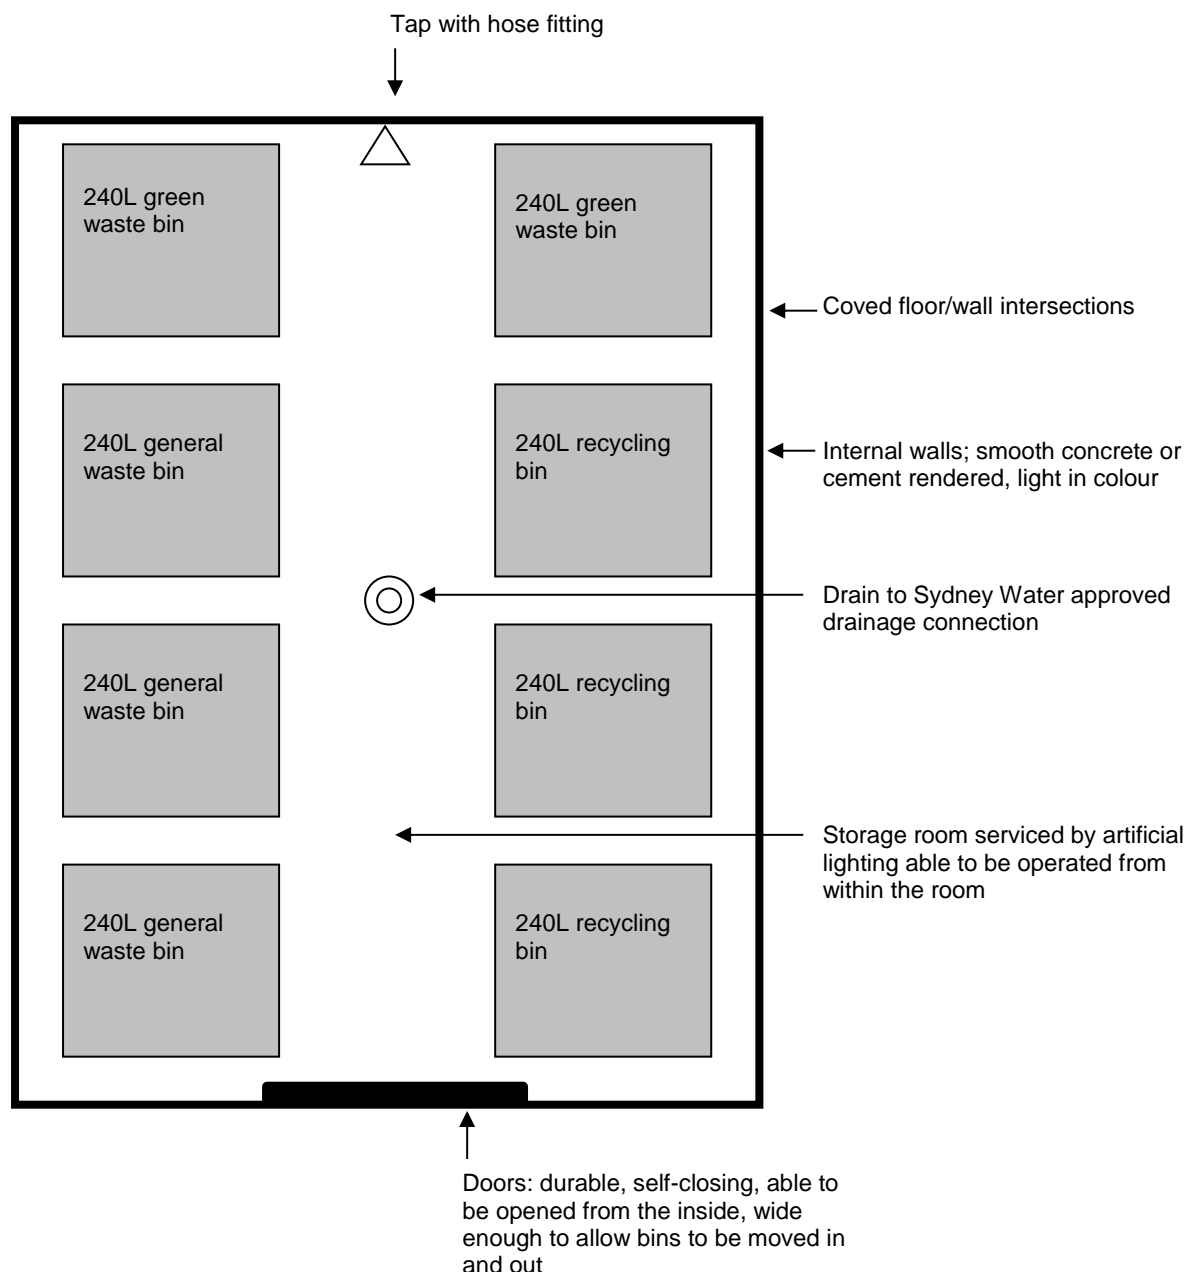 Tap with hose fitting
240L green
waste bin
240L green
waste bin
Coved floor/wall intersections
240L general
waste bin
240L recycling
bin
Internal walls; smooth concrete or
cement rendered, light in colour
Drain to Sydney Water approved
drainage connection
240L general
waste bin
240L recycling
bin
Storage room serviced by artificial
lighting able to be operated from
within the room
240L general
waste bin
240L recycling
bin
Doors: durable, self-closing, able to
be opened from the inside, wide
enough to allow bins to be moved in
and out